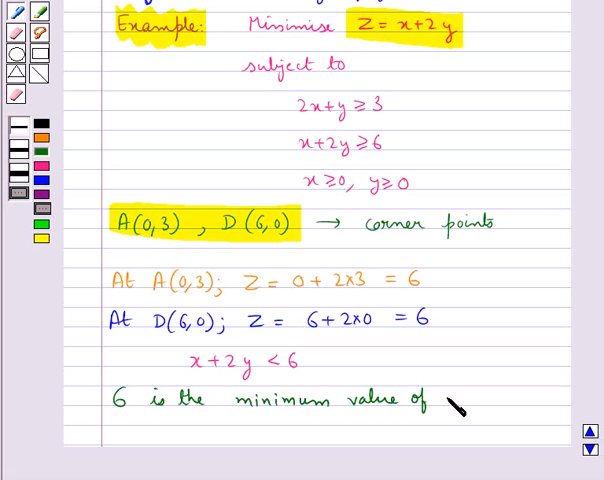 Example: Minimise Z = x+2y
subject to
2x+y ≥ 3
x+2y ≥ 6
x ≥ 0, y ≥ 0
A(0,3) , D(6,0) → corner points
At A(0,3); Z = 0 + 2×3 = 6
At D(6,0); Z = 6+2×0 = 6
x+2y < 6
6 is the minimum value of